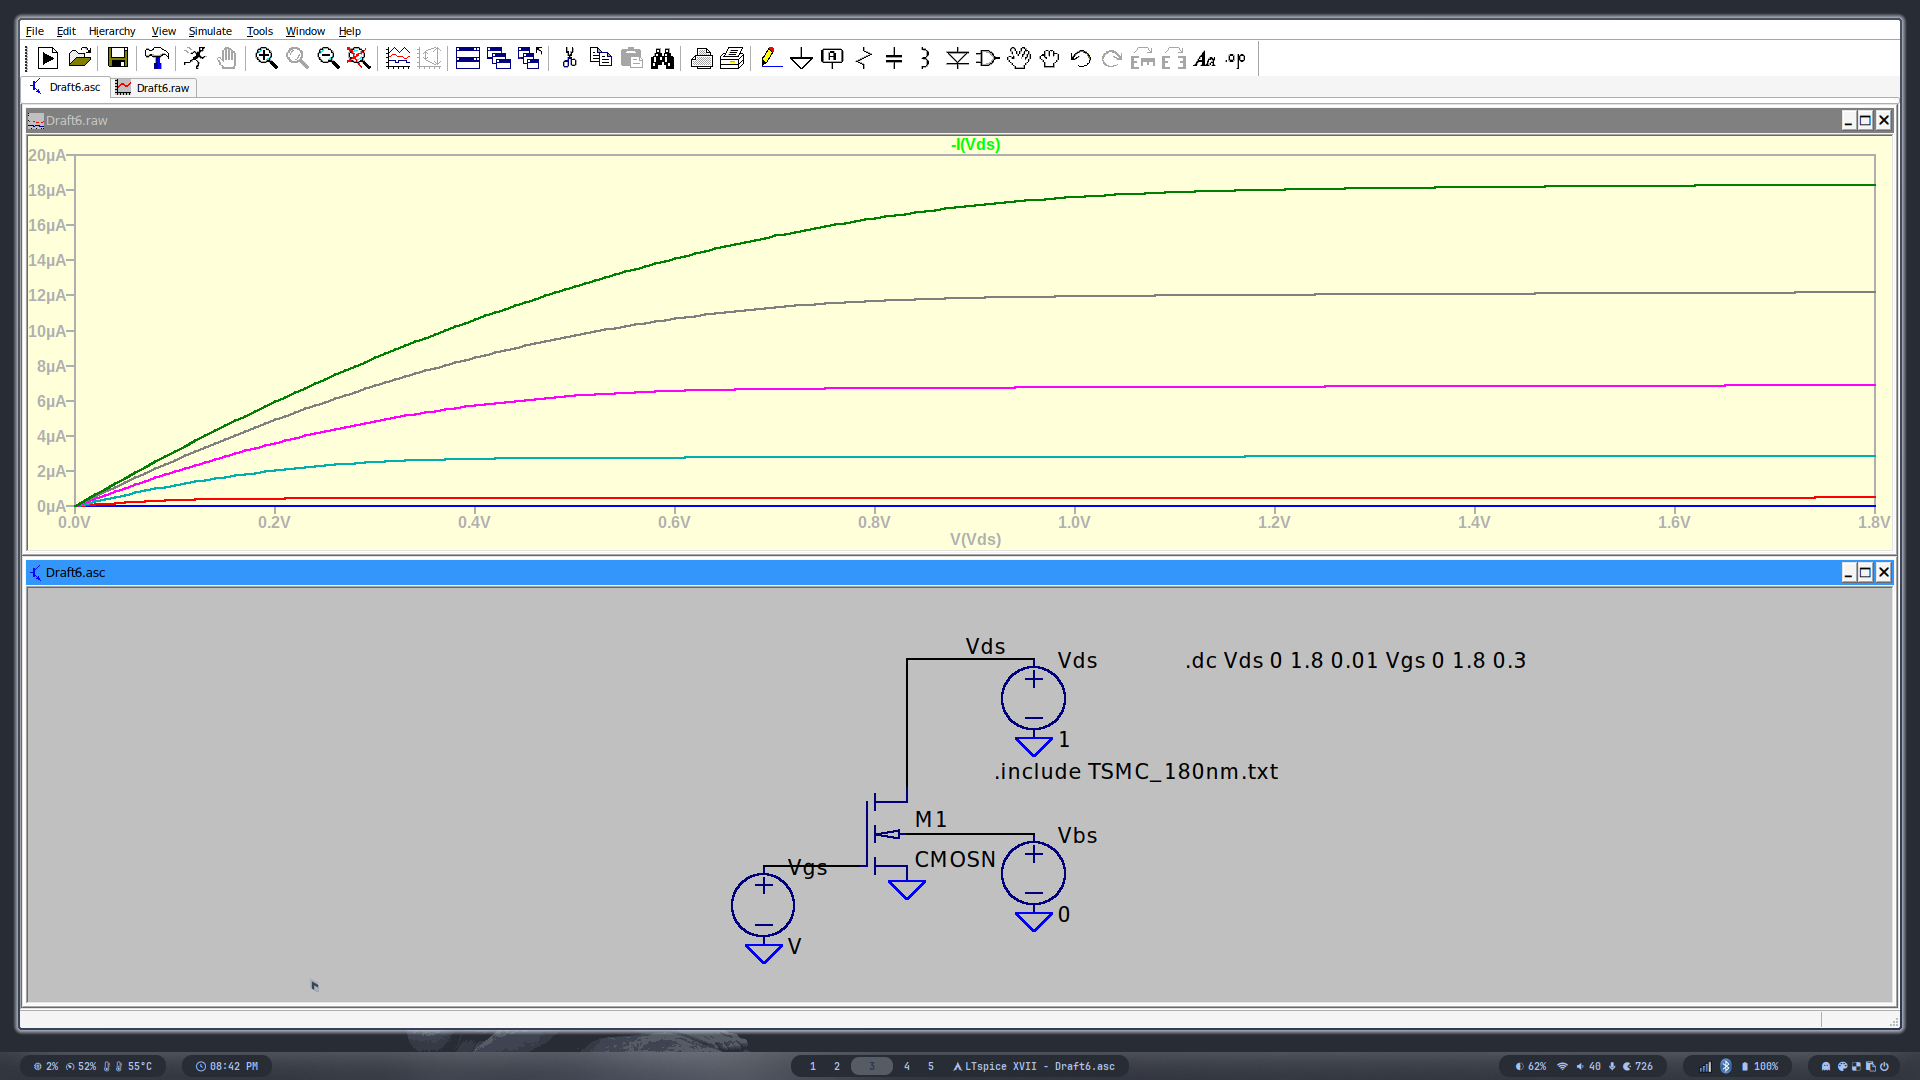 File Edit Hierarchy View Simulate Tools Window Help
Draft6.asc Draft6.raw
Draft6.raw
-I(Vds)
20µA
18µA
16µA
14µA
12µA
10µA
8µA
6µA
4µA
2µA
0µA
0.0V 0.2V 0.4V 0.6V 0.8V 1.0V 1.2V 1.4V 1.6V 1.8V
V(Vds)
Draft6.asc
Vds
Vds
.dc Vds 0 1.8 0.01 Vgs 0 1.8 0.3
1
.include TSMC_180nm.txt
M1
Vbs
CMOSN
Vgs
0
V
2% 52% 55°C 08:42 PM 1 2 3 4 5 LTspice XVII - Draft6.asc 62% 40 726 100%